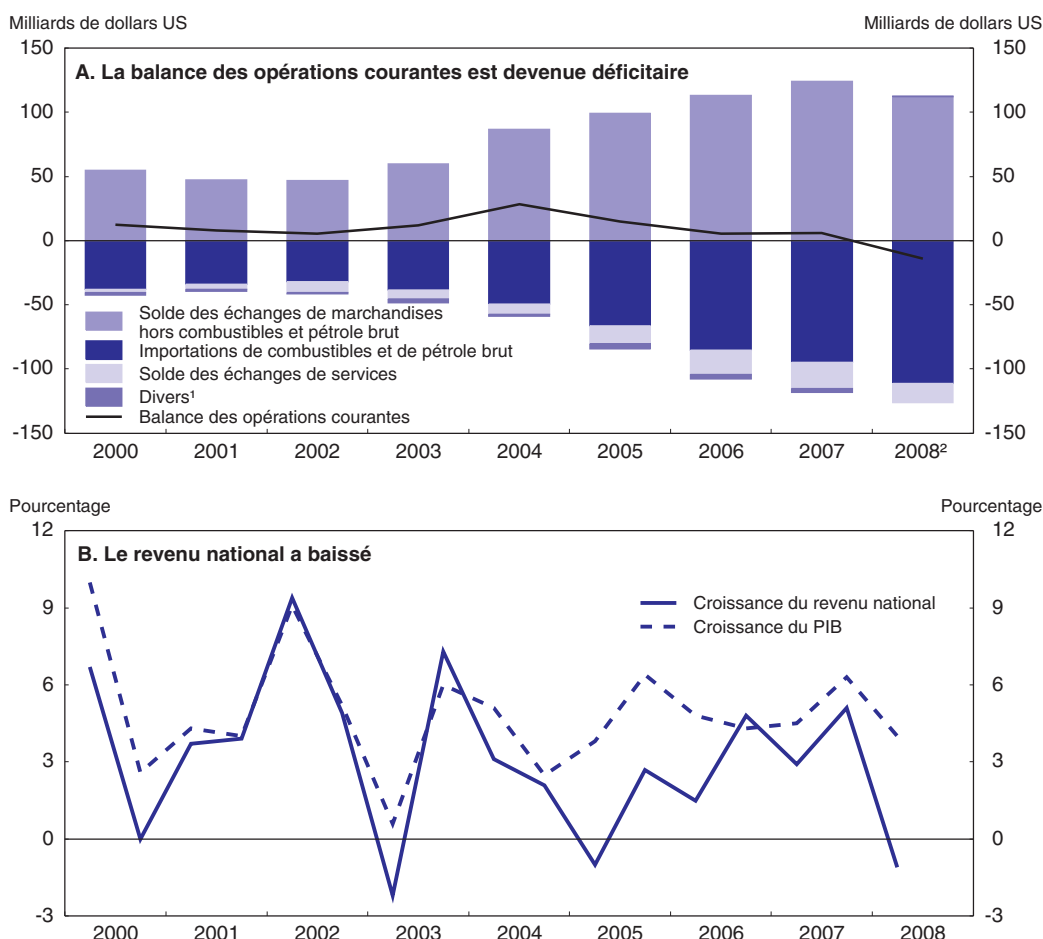 Milliards de dollars US
Milliards de dollars US
150
150
A. La balance des opérations courantes est devenue déficitaire
100
100
50
50
0
0
-50
-50
Solde des échanges de marchandises
hors combustibles et pétrole brut
Importations de combustibles et de pétrole brut
-100
-100
Solde des échanges de services
Divers¹
Balance des opérations courantes
-150
-150
2000 2001 2002 2003 2004 2005 2006 2007 2008²
Pourcentage
Pourcentage
12
12
B. Le revenu national a baissé
9
9
Croissance du revenu national
Croissance du PIB
6
6
3
3
0
0
-3
-3
2000 2001 2002 2003 2004 2005 2006 2007 2008